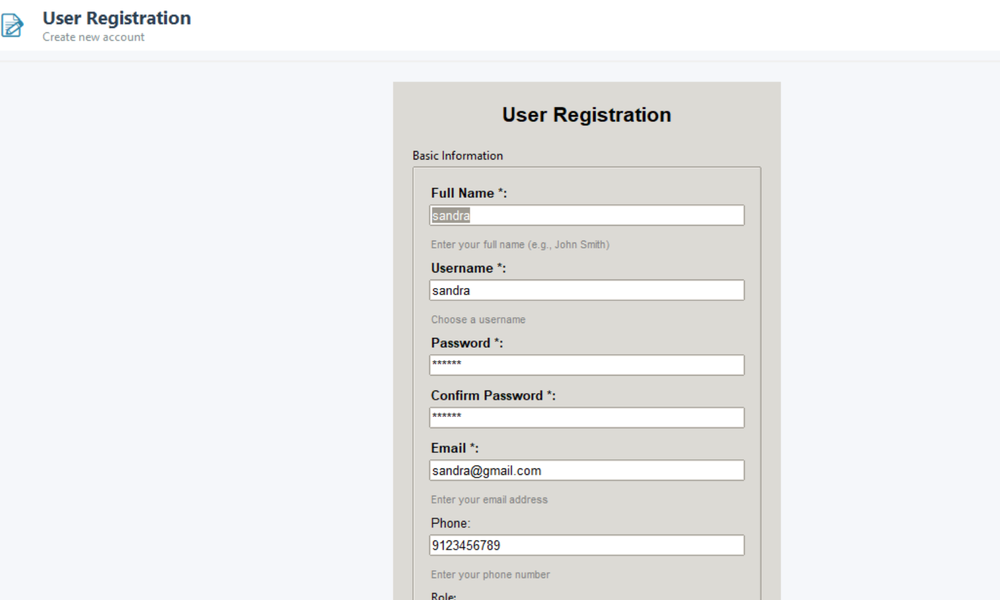 User Registration
Create new account
User Registration
Basic Information
Full Name *:
sandra
Enter your full name (e.g., John Smith)
Username *:
sandra
Choose a username
Password *:
******
Confirm Password *:
******
Email *:
sandra@gmail.com
Enter your email address
Phone:
9123456789
Enter your phone number
Role: